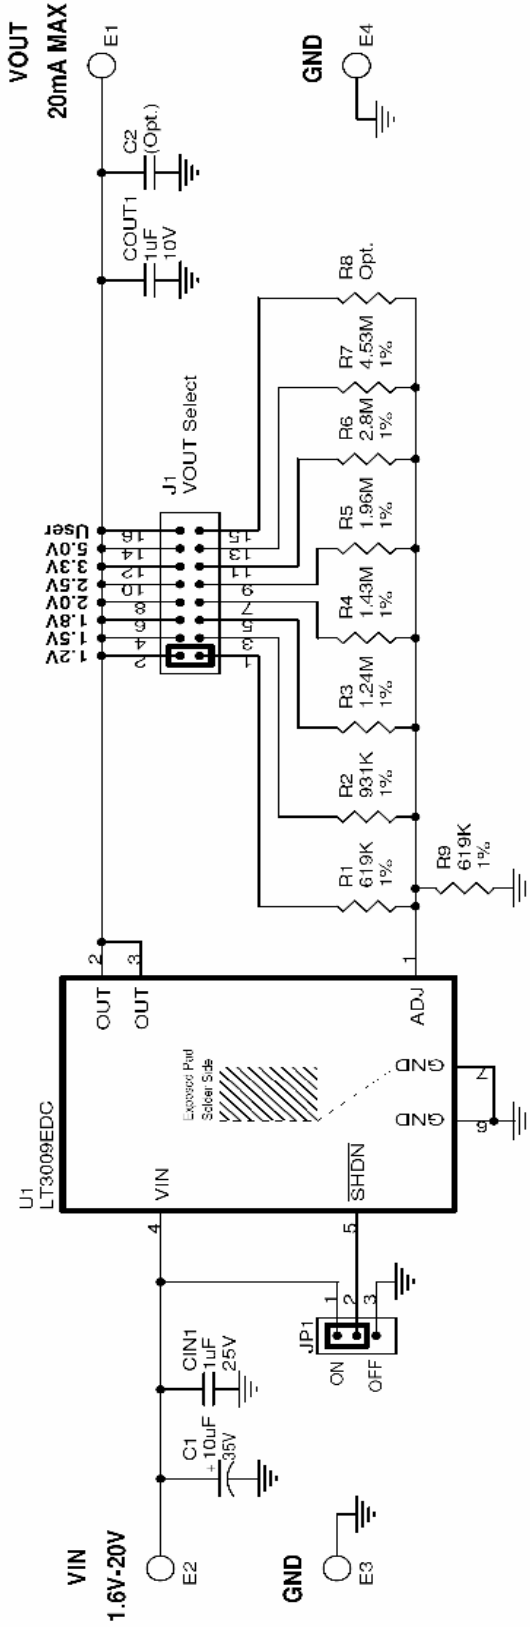 VIN
1.6V-20V
E2
GND
E3
C1
+
10uF
35V
CIN1
1uF
25V
JP1
ON
OFF
1
2
3
U1
LT3009EDC
4
VIN
5
SHDN
Exposed Pad
Solder Side
GND
6
GND
7
OUT
2
OUT
3
ADJ
1
R9
619K
1%
R1
619K
1%
R2
931K
1%
R3
1.24M
1%
R4
1.43M
1%
R5
1.96M
1%
R6
2.8M
1%
R7
4.53M
1%
R8
Opt.
J1
VOUT Select
1.2V
1.5V
1.8V
2.0V
2.5V
3.3V
5.0V
User
2
4
6
8
10
12
14
16
1
3
5
7
9
11
13
15
COUT1
1uF
10V
C2
(Opt.)
VOUT
20mA MAX
E1
GND
E4